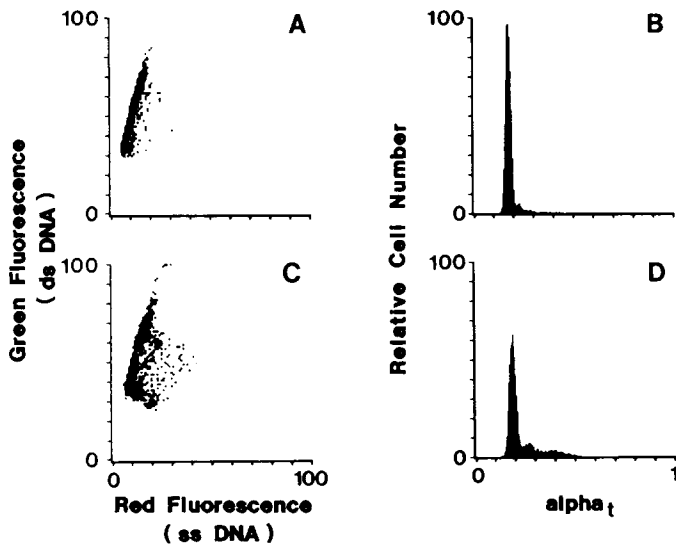 100
A
0
100
B
0
Green Fluorescence
(ds DNA)
Relative Cell Number
100
C
0
0
100
Red Fluorescence
(ss DNA)
100
D
0
0
1
alpha t